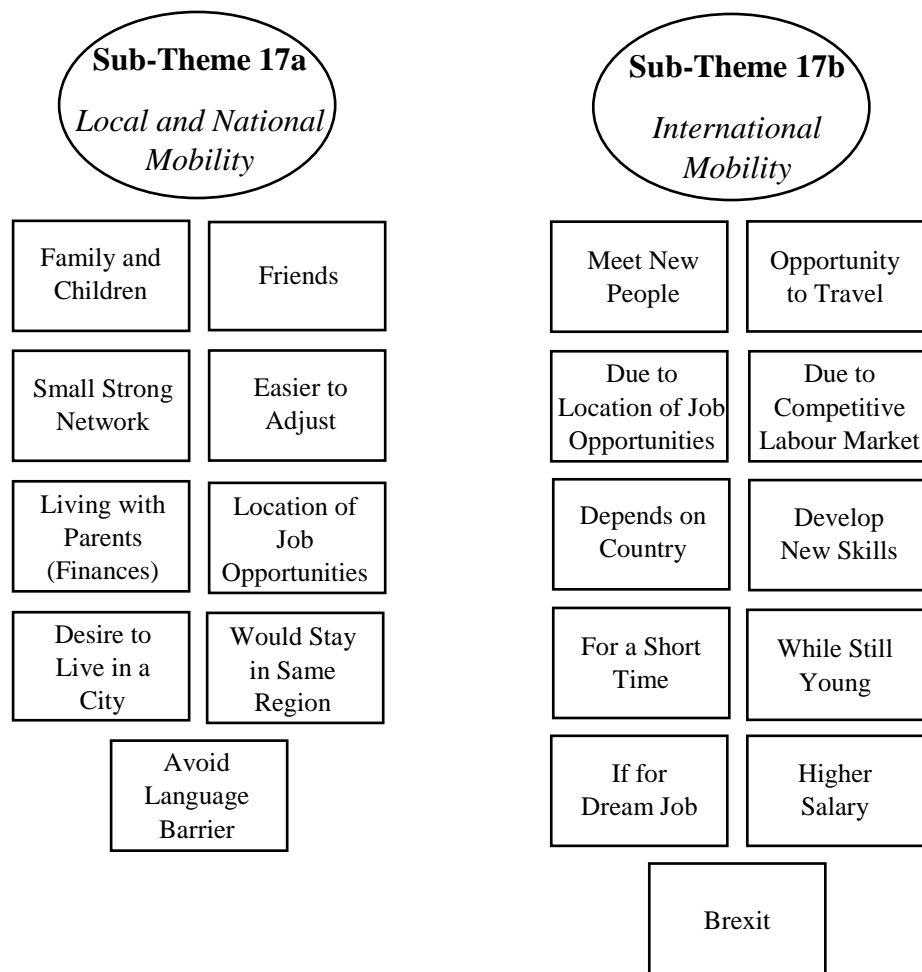 Sub-Theme 17a
Local and National
Mobility
Family and
Children
Friends
Small Strong
Network
Easier to
Adjust
Living with
Parents
(Finances)
Location of
Job
Opportunities
Desire to
Live in a
City
Would Stay
in Same
Region
Avoid
Language
Barrier
Sub-Theme 17b
International
Mobility
Meet New
People
Opportunity
to Travel
Due to
Location of Job
Opportunities
Due to
Competitive
Labour Market
Depends on
Country
Develop
New Skills
For a Short
Time
While Still
Young
If for
Dream Job
Higher
Salary
Brexit